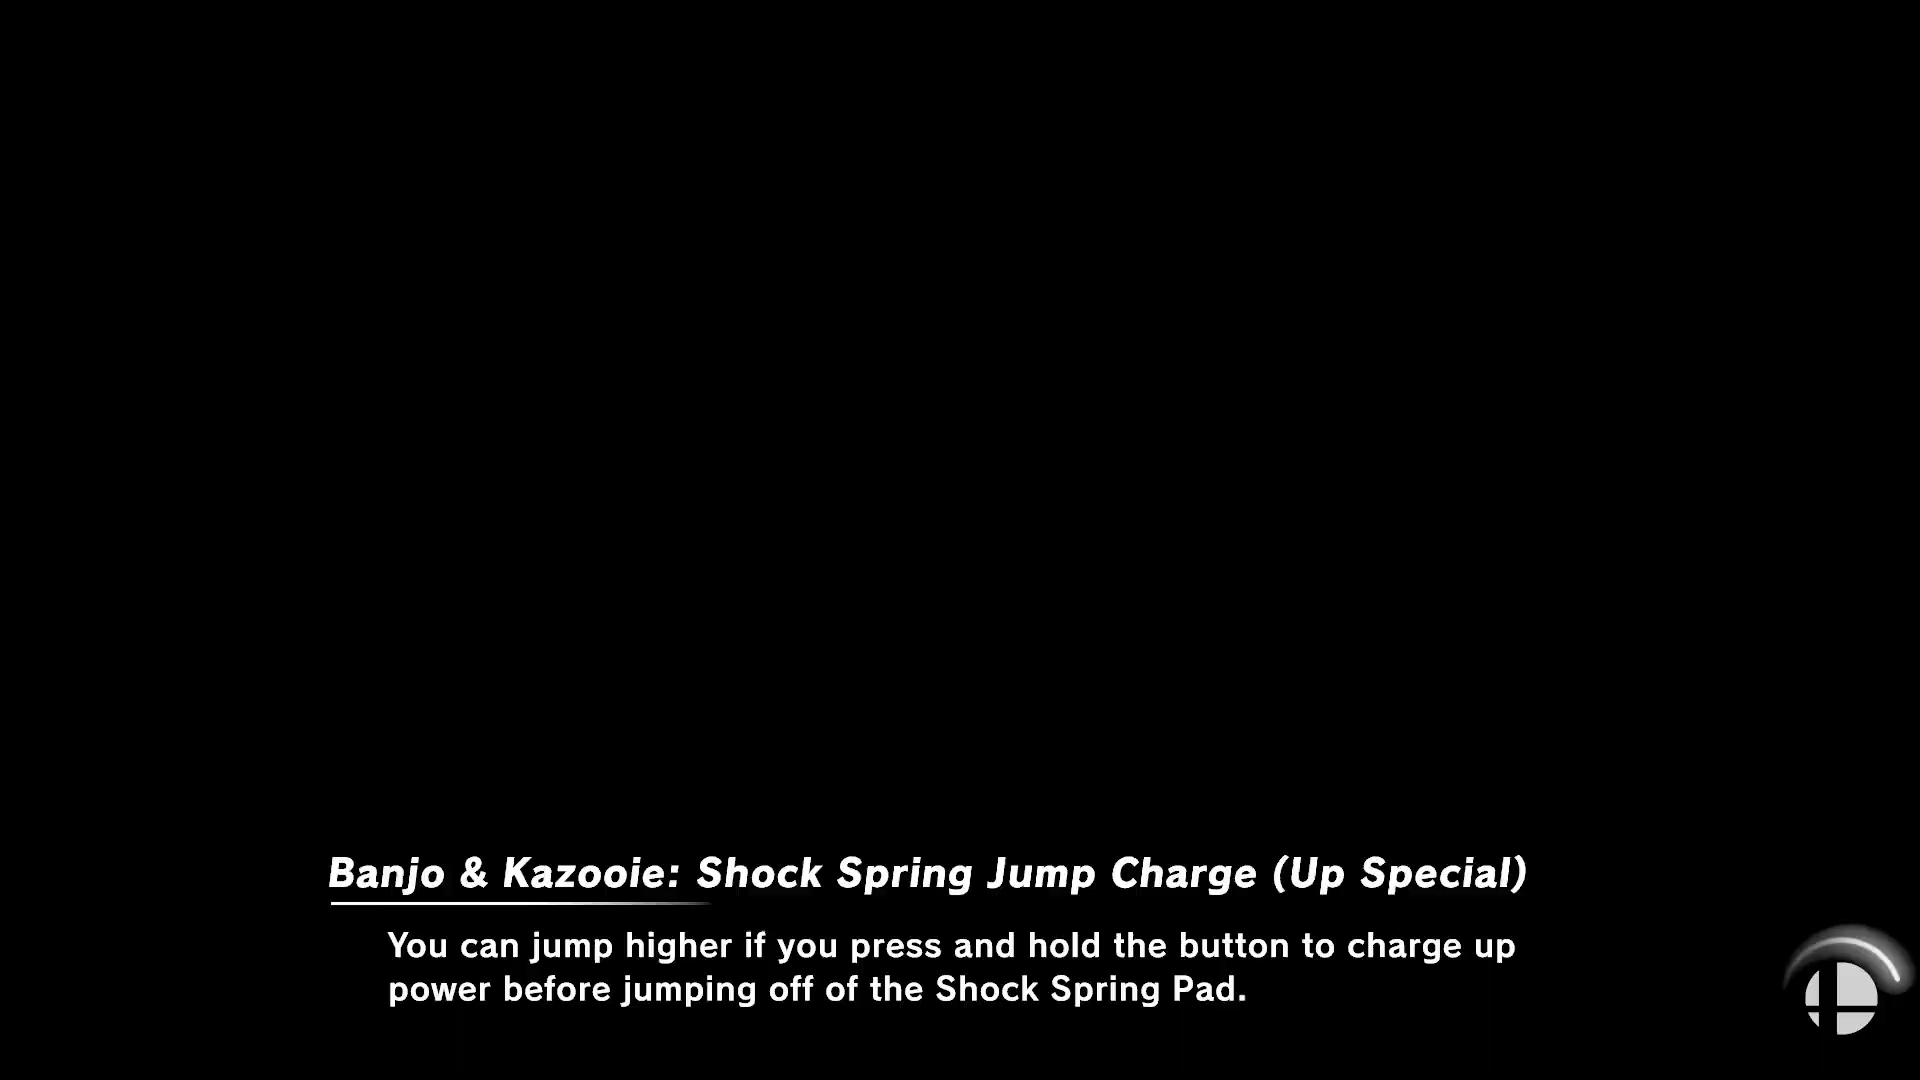 Banjo & Kazooie: Shock Spring Jump Charge (Up Special)
You can jump higher if you press and hold the button to charge up
power before jumping off of the Shock Spring Pad.